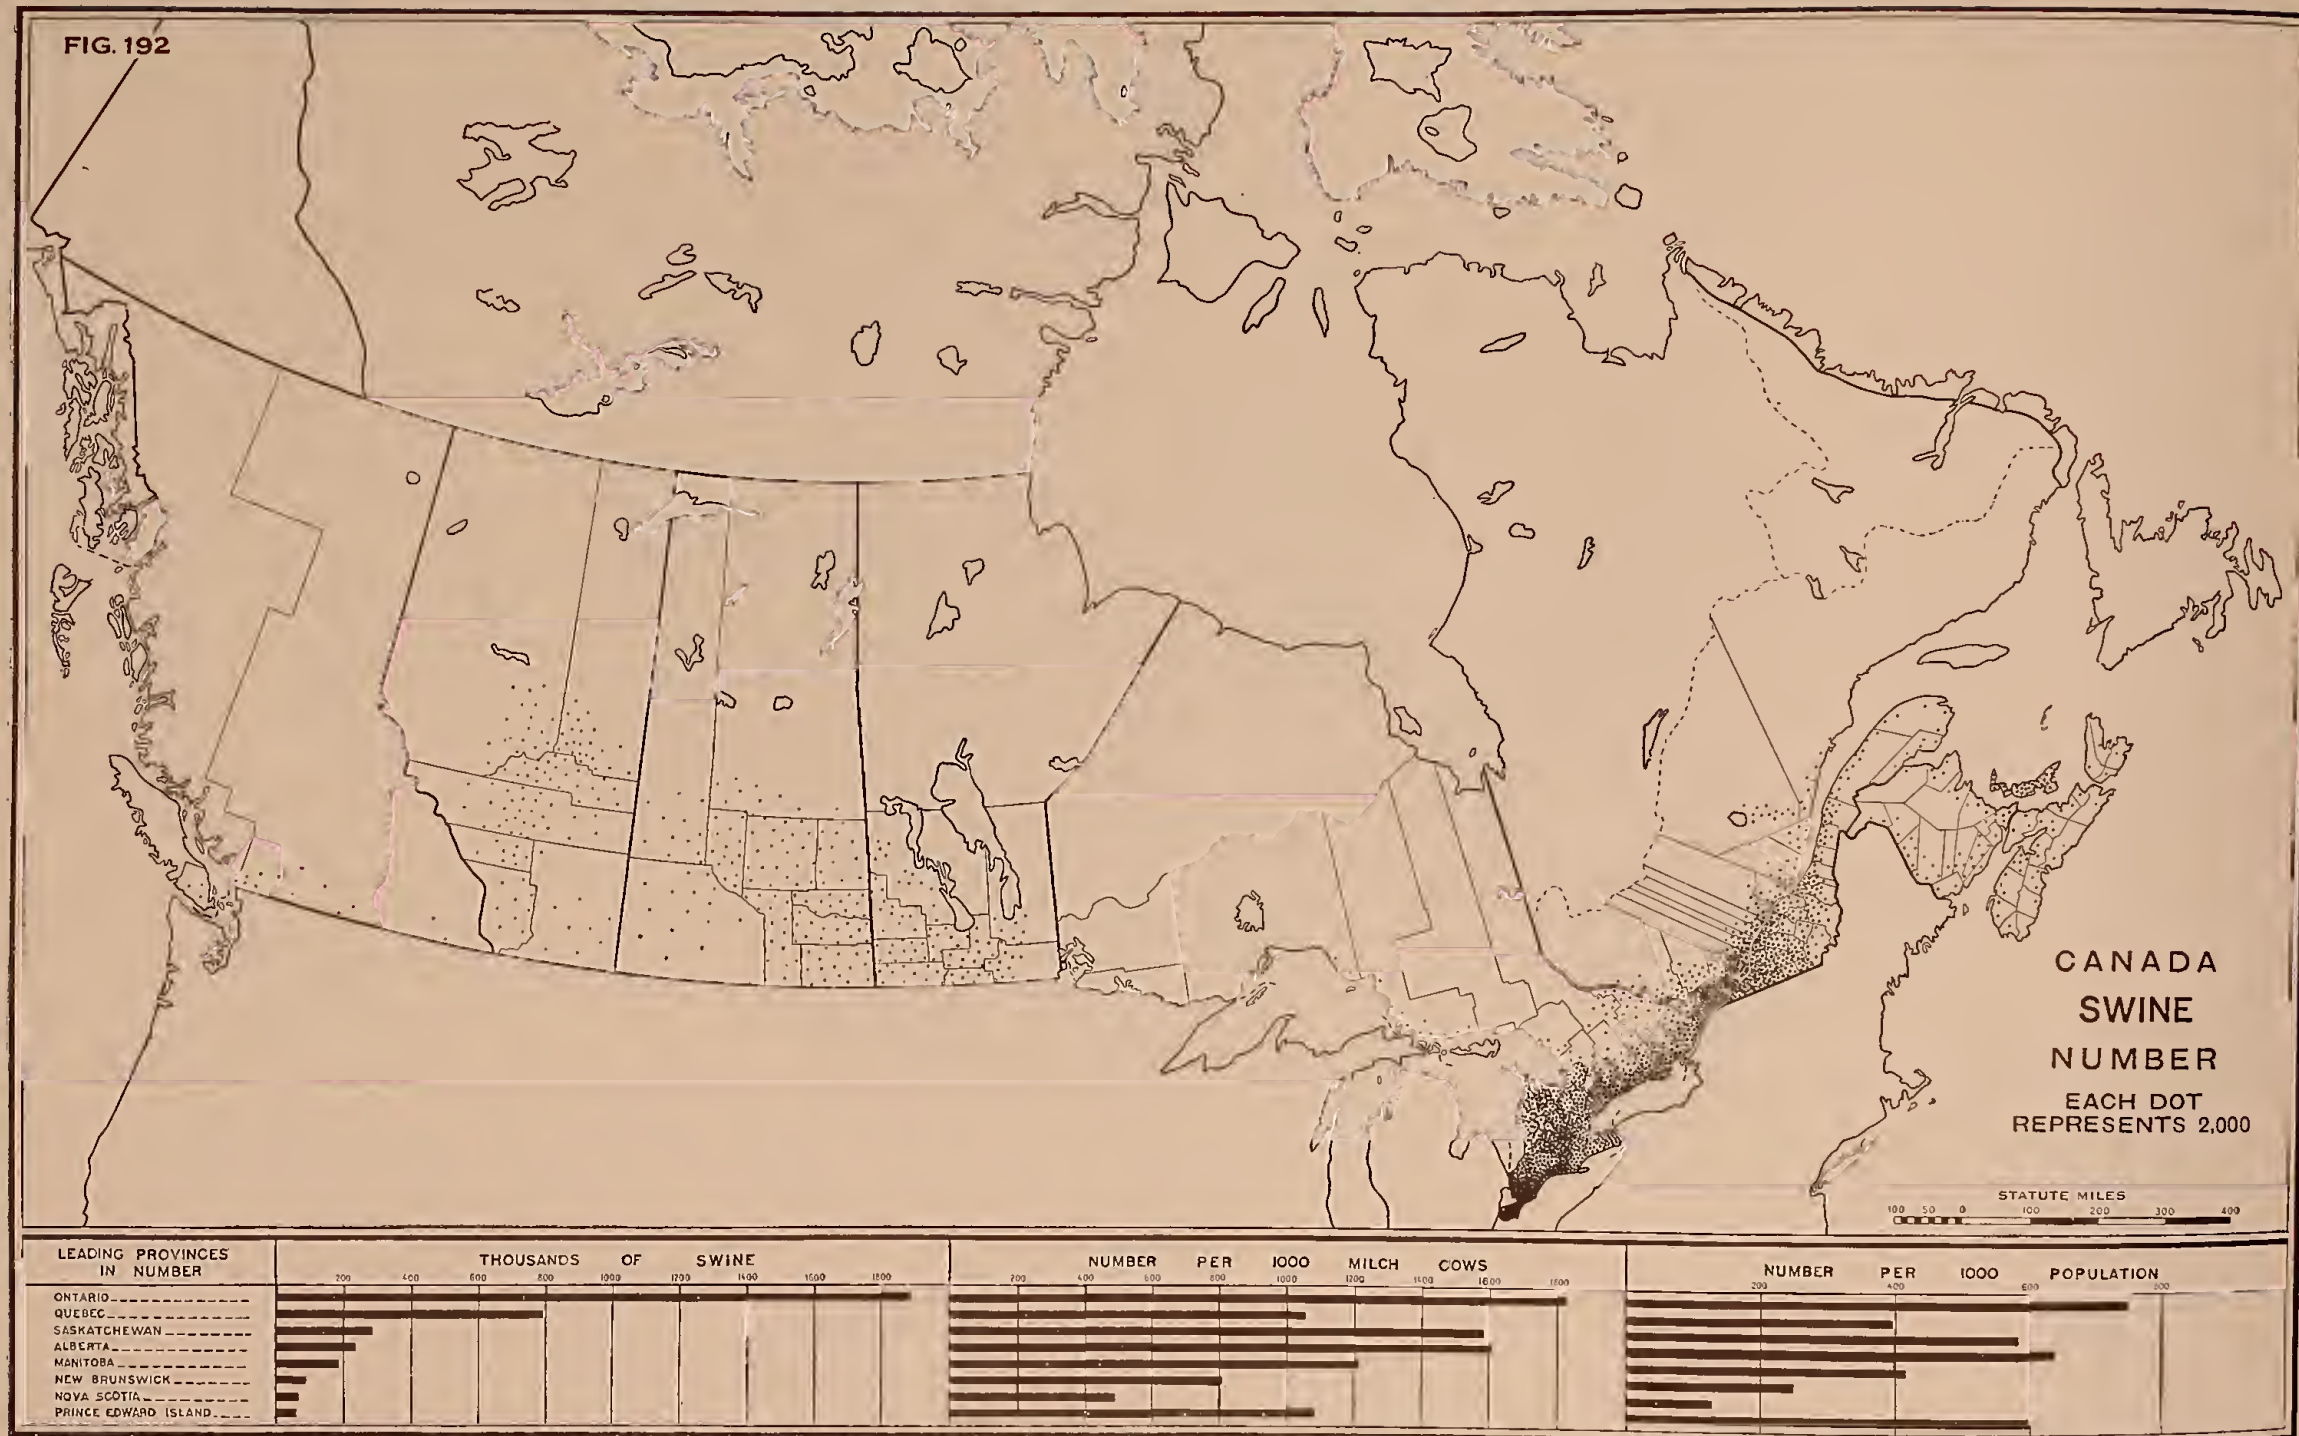 FIG. 192
CANADA
SWINE
NUMBER
EACH DOT
REPRESENTS 2,000
STATUTE MILES
100 50 0 100 200 300 400
LEADING PROVINCES
IN NUMBER
THOUSANDS OF SWINE
200 400 600 800 1000 1200 1400 1600 1800
NUMBER PER 1000 MILCH COWS
200 400 600 800 1000 1200 1400 1600 1800
NUMBER PER 1000 POPULATION
200 400 600 800
ONTARIO
QUEBEC
SASKATCHEWAN
ALBERTA
MANITOBA
NEW BRUNSWICK
NOVA SCOTIA
PRINCE EDWARD ISLAND